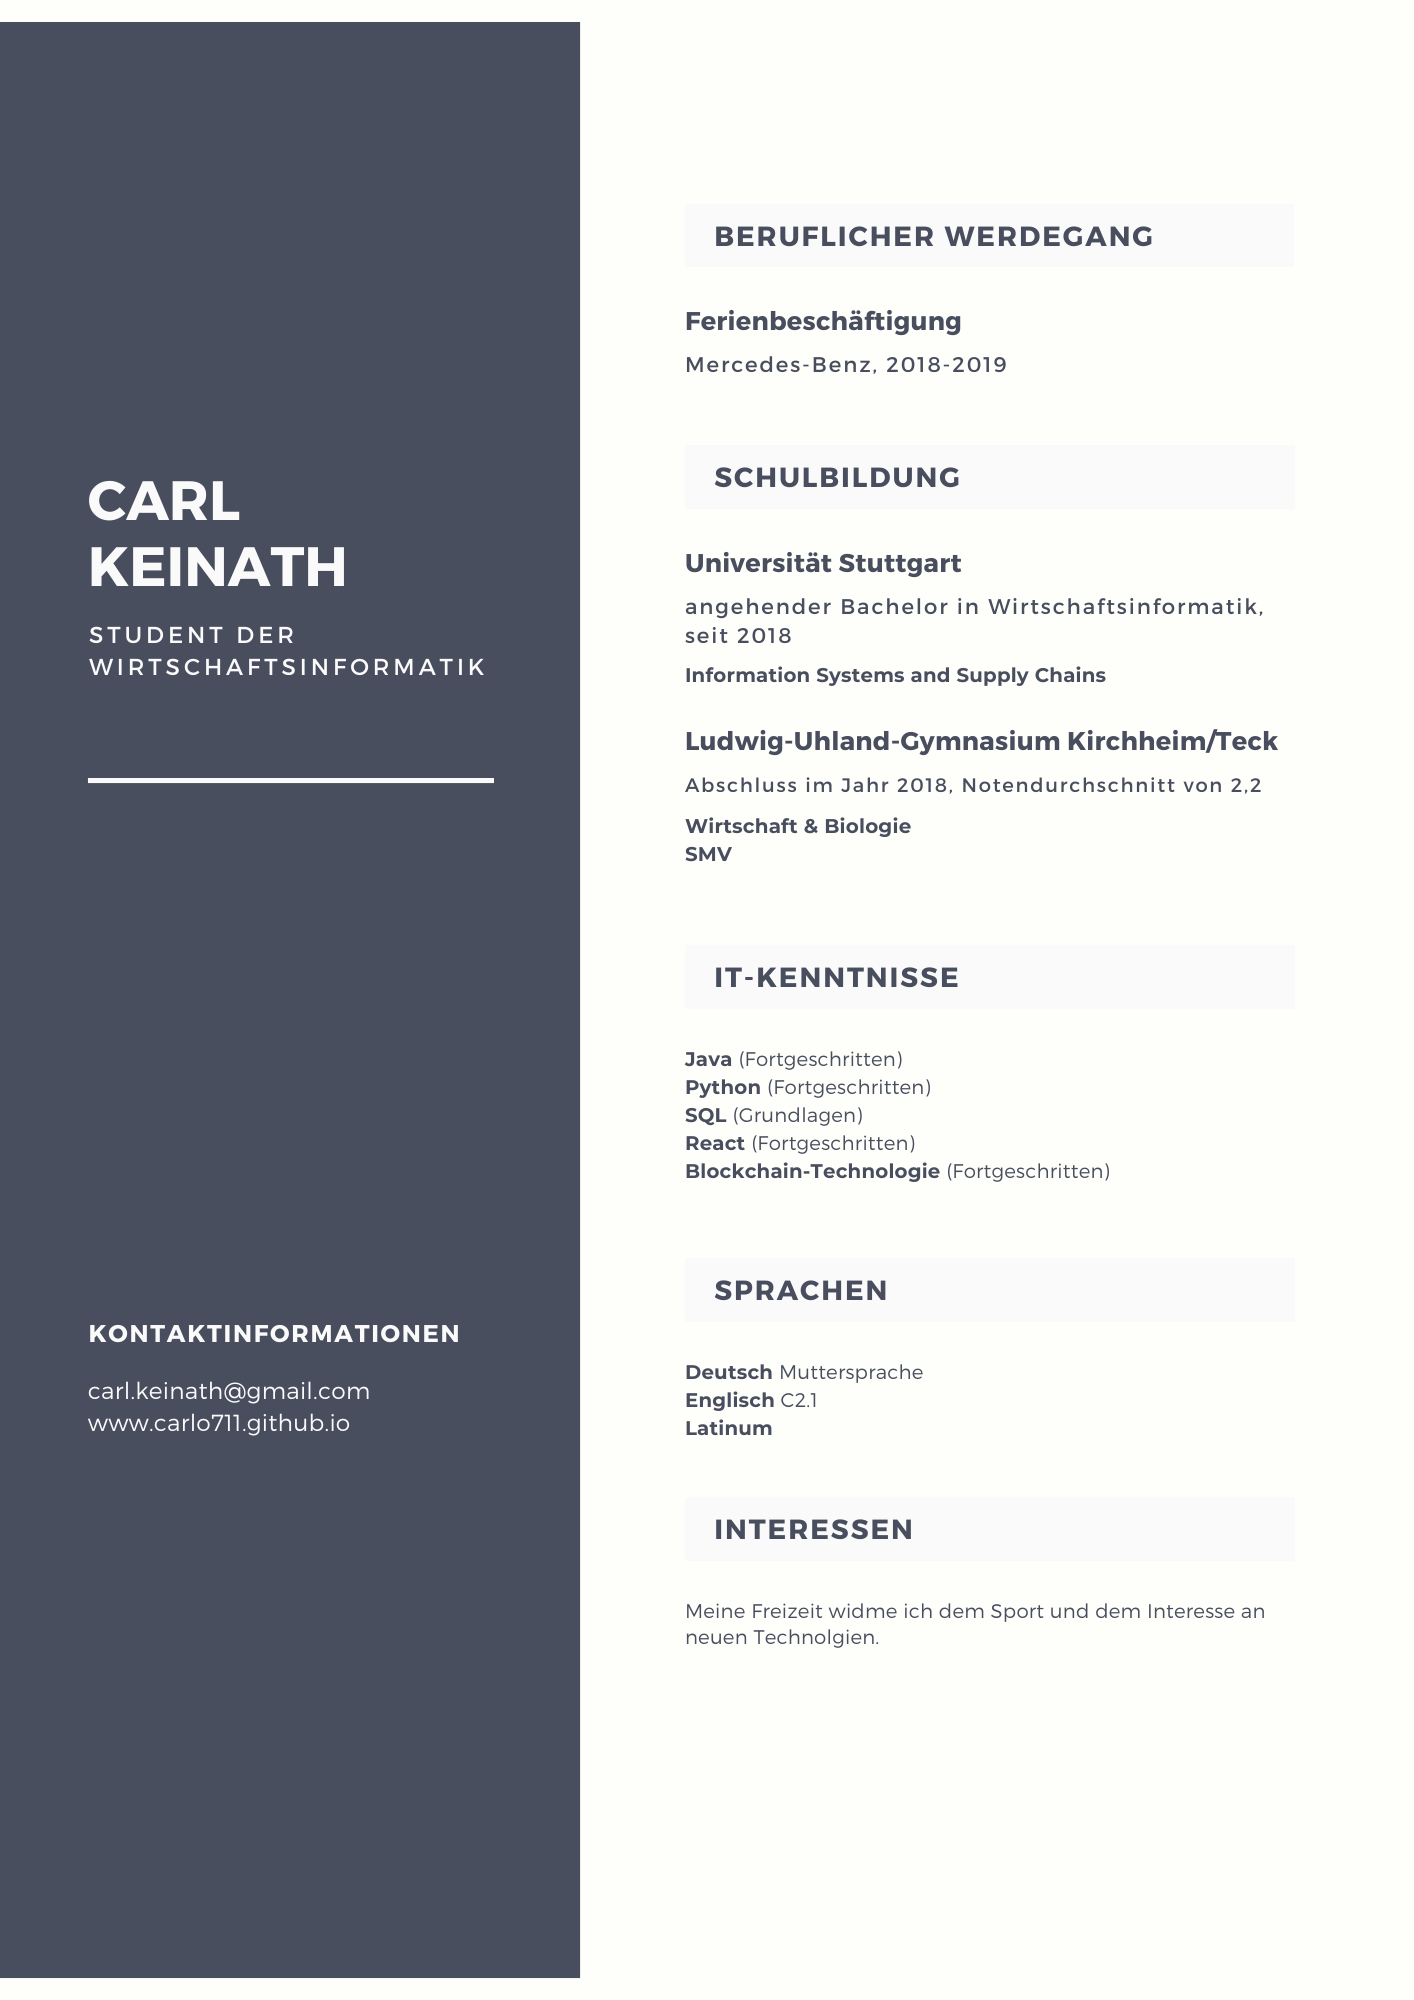 CARL
KEINATH
STUDENT DER
WIRTSCHAFTSINFORMATIK
KONTAKTINFORMATIONEN
carl.keinath@gmail.com
www.carlo711.github.io
BERUFLICHER WERDEGANG
Ferienbeschäftigung
Mercedes-Benz, 2018-2019
SCHULBILDUNG
Universität Stuttgart
angehender Bachelor in Wirtschaftsinformatik,
seit 2018
Information Systems and Supply Chains
Ludwig-Uhland-Gymnasium Kirchheim/Teck
Abschluss im Jahr 2018, Notendurchschnitt von 2,2
Wirtschaft & Biologie
SMV
IT-KENNTNISSE
Java (Fortgeschritten)
Python (Fortgeschritten)
SQL (Grundlagen)
React (Fortgeschritten)
Blockchain-Technologie (Fortgeschritten)
SPRACHEN
Deutsch Muttersprache
Englisch C2.1
Latinum
INTERESSEN
Meine Freizeit widme ich dem Sport und dem Interesse an
neuen Technolgien.